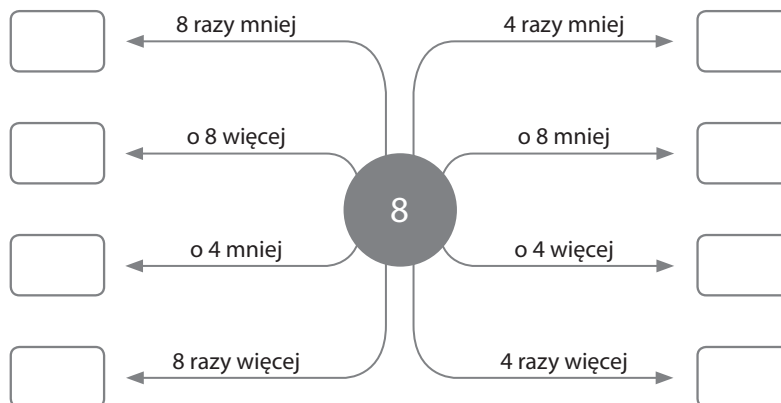 8 razy mniej
4 razy mniej
o 8 więcej
o 8 mniej
8
o 4 mniej
o 4 więcej
8 razy więcej
4 razy więcej